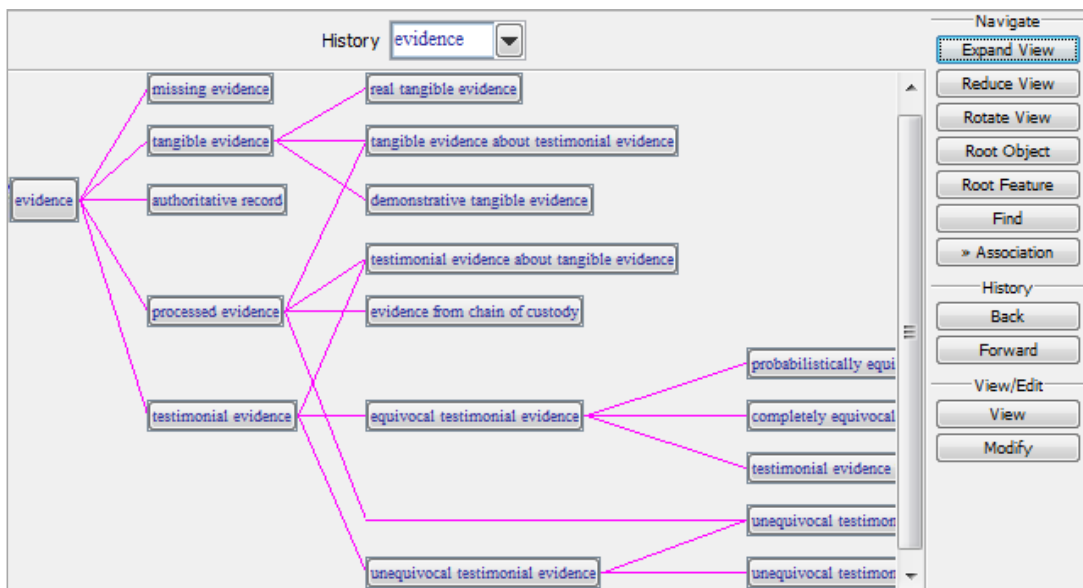 History evidence
missing evidence
real tangible evidence
tangible evidence
tangible evidence about testimonial evidence
evidence
authoritative record
demonstrative tangible evidence
testimonial evidence about tangible evidence
processed evidence
evidence from chain of custody
probabilistically equi
testimonial evidence
equivocal testimonial evidence
completely equivocal
testimonial evidence
unequivocal testimon
unequivocal testimonial evidence
unequivocal testimon
Navigate
Expand View
Reduce View
Rotate View
Root Object
Root Feature
Find
» Association
History
Back
Forward
View/Edit
View
Modify